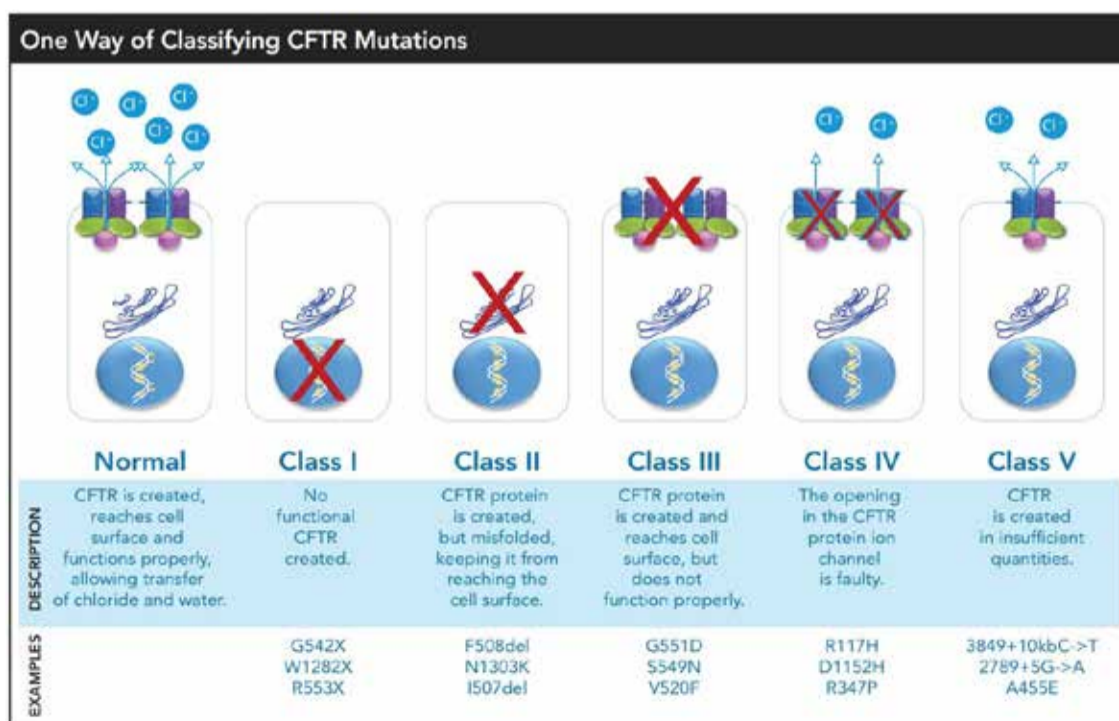 One Way of Classifying CFTR Mutations
Cl-
Cl-
Cl-
Cl-
Cl-
Cl-
Cl-
Cl-
Cl-
Cl-
Normal
Class I
Class II
Class III
Class IV
Class V
DESCRIPTION
CFTR is created,
reaches cell
surface and
functions properly,
allowing transfer
of chloride and water.
No
functional
CFTR
created.
CFTR protein
is created,
but misfolded,
keeping it from
reaching the
cell surface.
CFTR protein
is created and
reaches cell
surface, but
does not
function properly.
The opening
in the CFTR
protein ion
channel
is faulty.
CFTR
is created
in insufficient
quantities.
EXAMPLES
G542X
W1282X
R553X
F508del
N1303K
I507del
G551D
S549N
V520F
R117H
D1152H
R347P
3849+10kbC->T
2789+5G->A
A455E